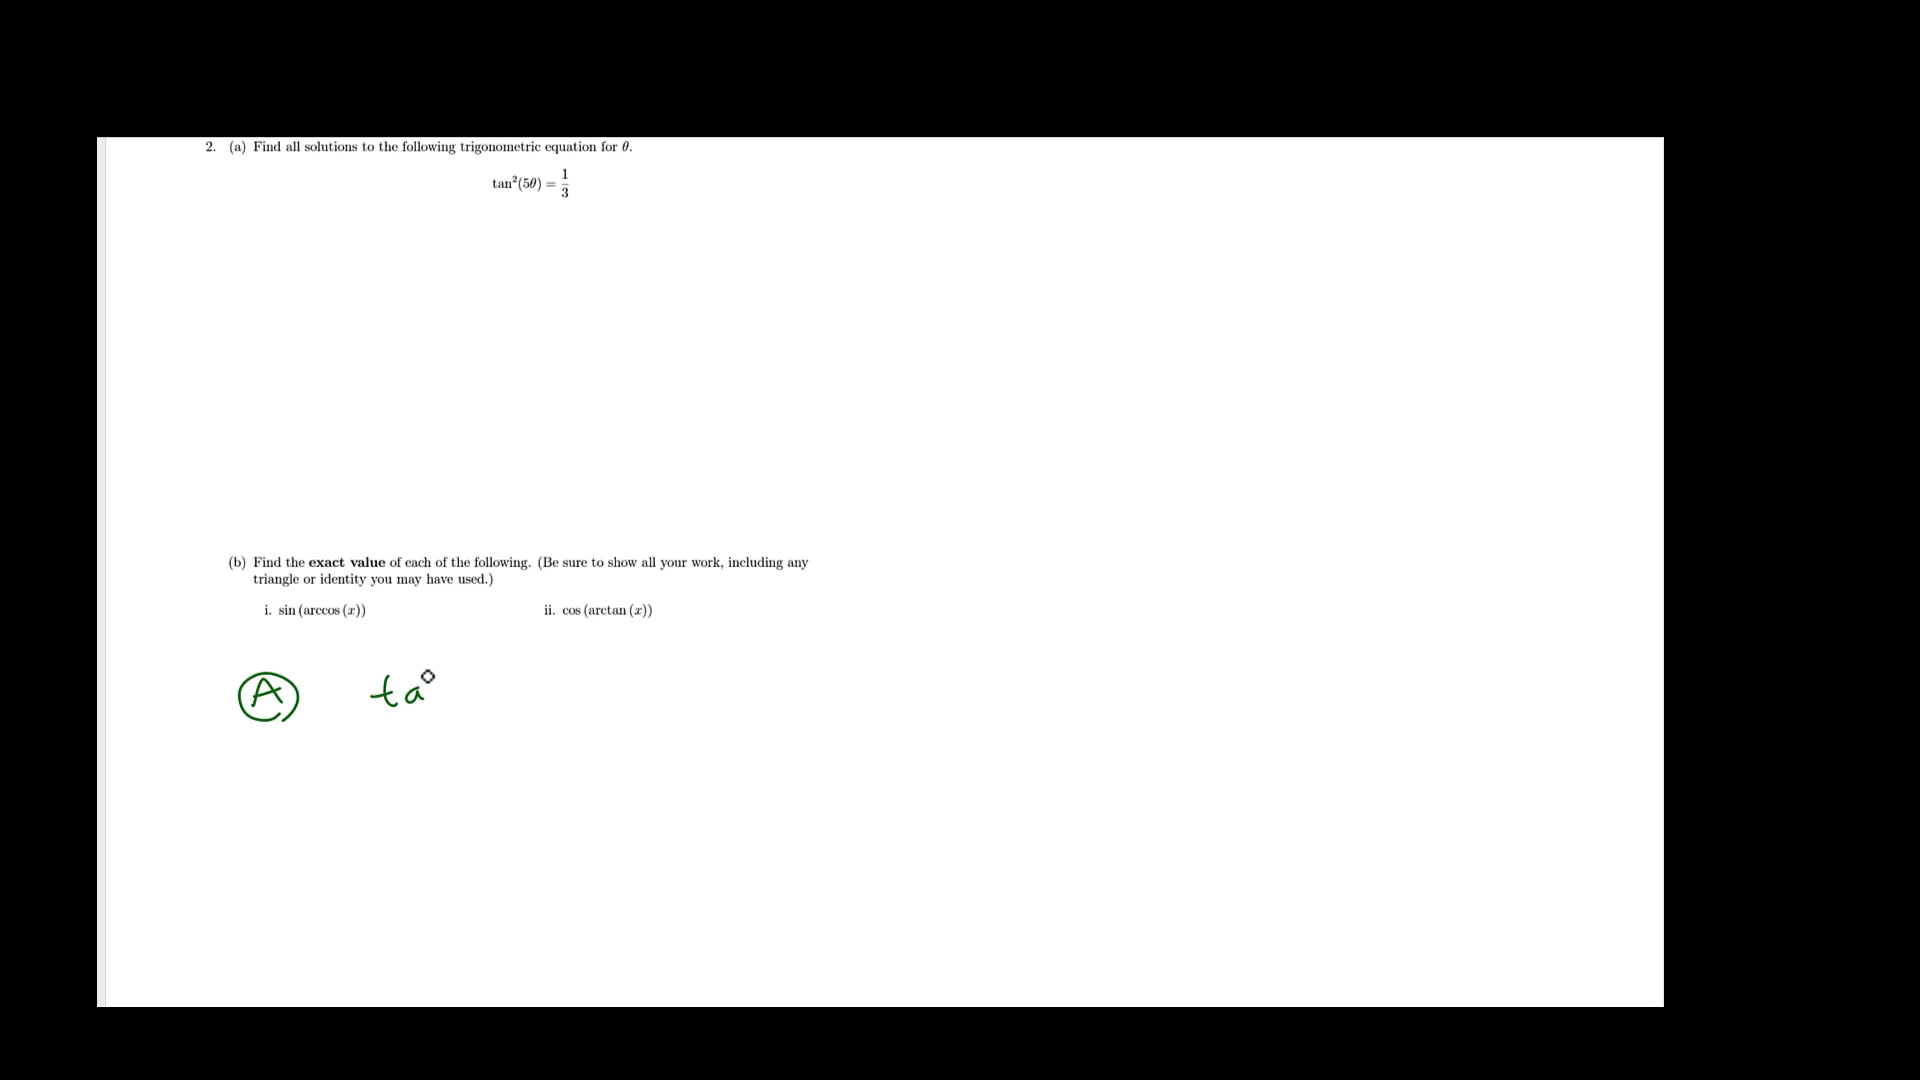 2. (a) Find all solutions to the following trigonometric equation for θ.
tan²(5θ) = 1/3
(b) Find the exact value of each of the following. (Be sure to show all your work, including any
triangle or identity you may have used.)
i. sin (arccos (x)) ii. cos (arctan (x))
A ta